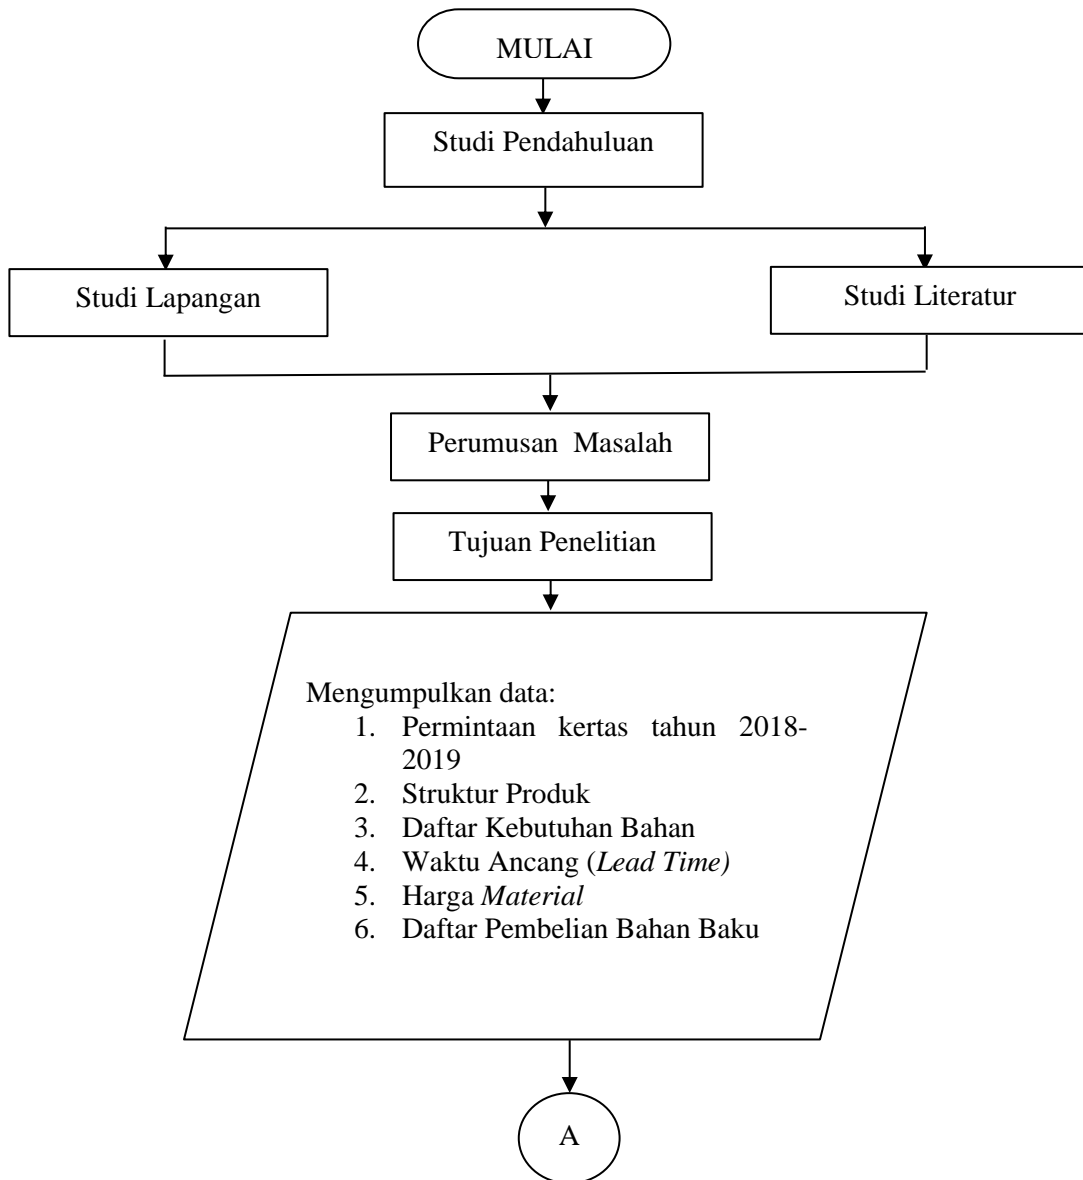 MULAI
Studi Pendahuluan
Studi Lapangan
Studi Literatur
Perumusan Masalah
Tujuan Penelitian
Mengumpulkan data:
1. Permintaan kertas tahun 2018-
2019
2. Struktur Produk
3. Daftar Kebutuhan Bahan
4. Waktu Ancang (Lead Time)
5. Harga Material
6. Daftar Pembelian Bahan Baku
A